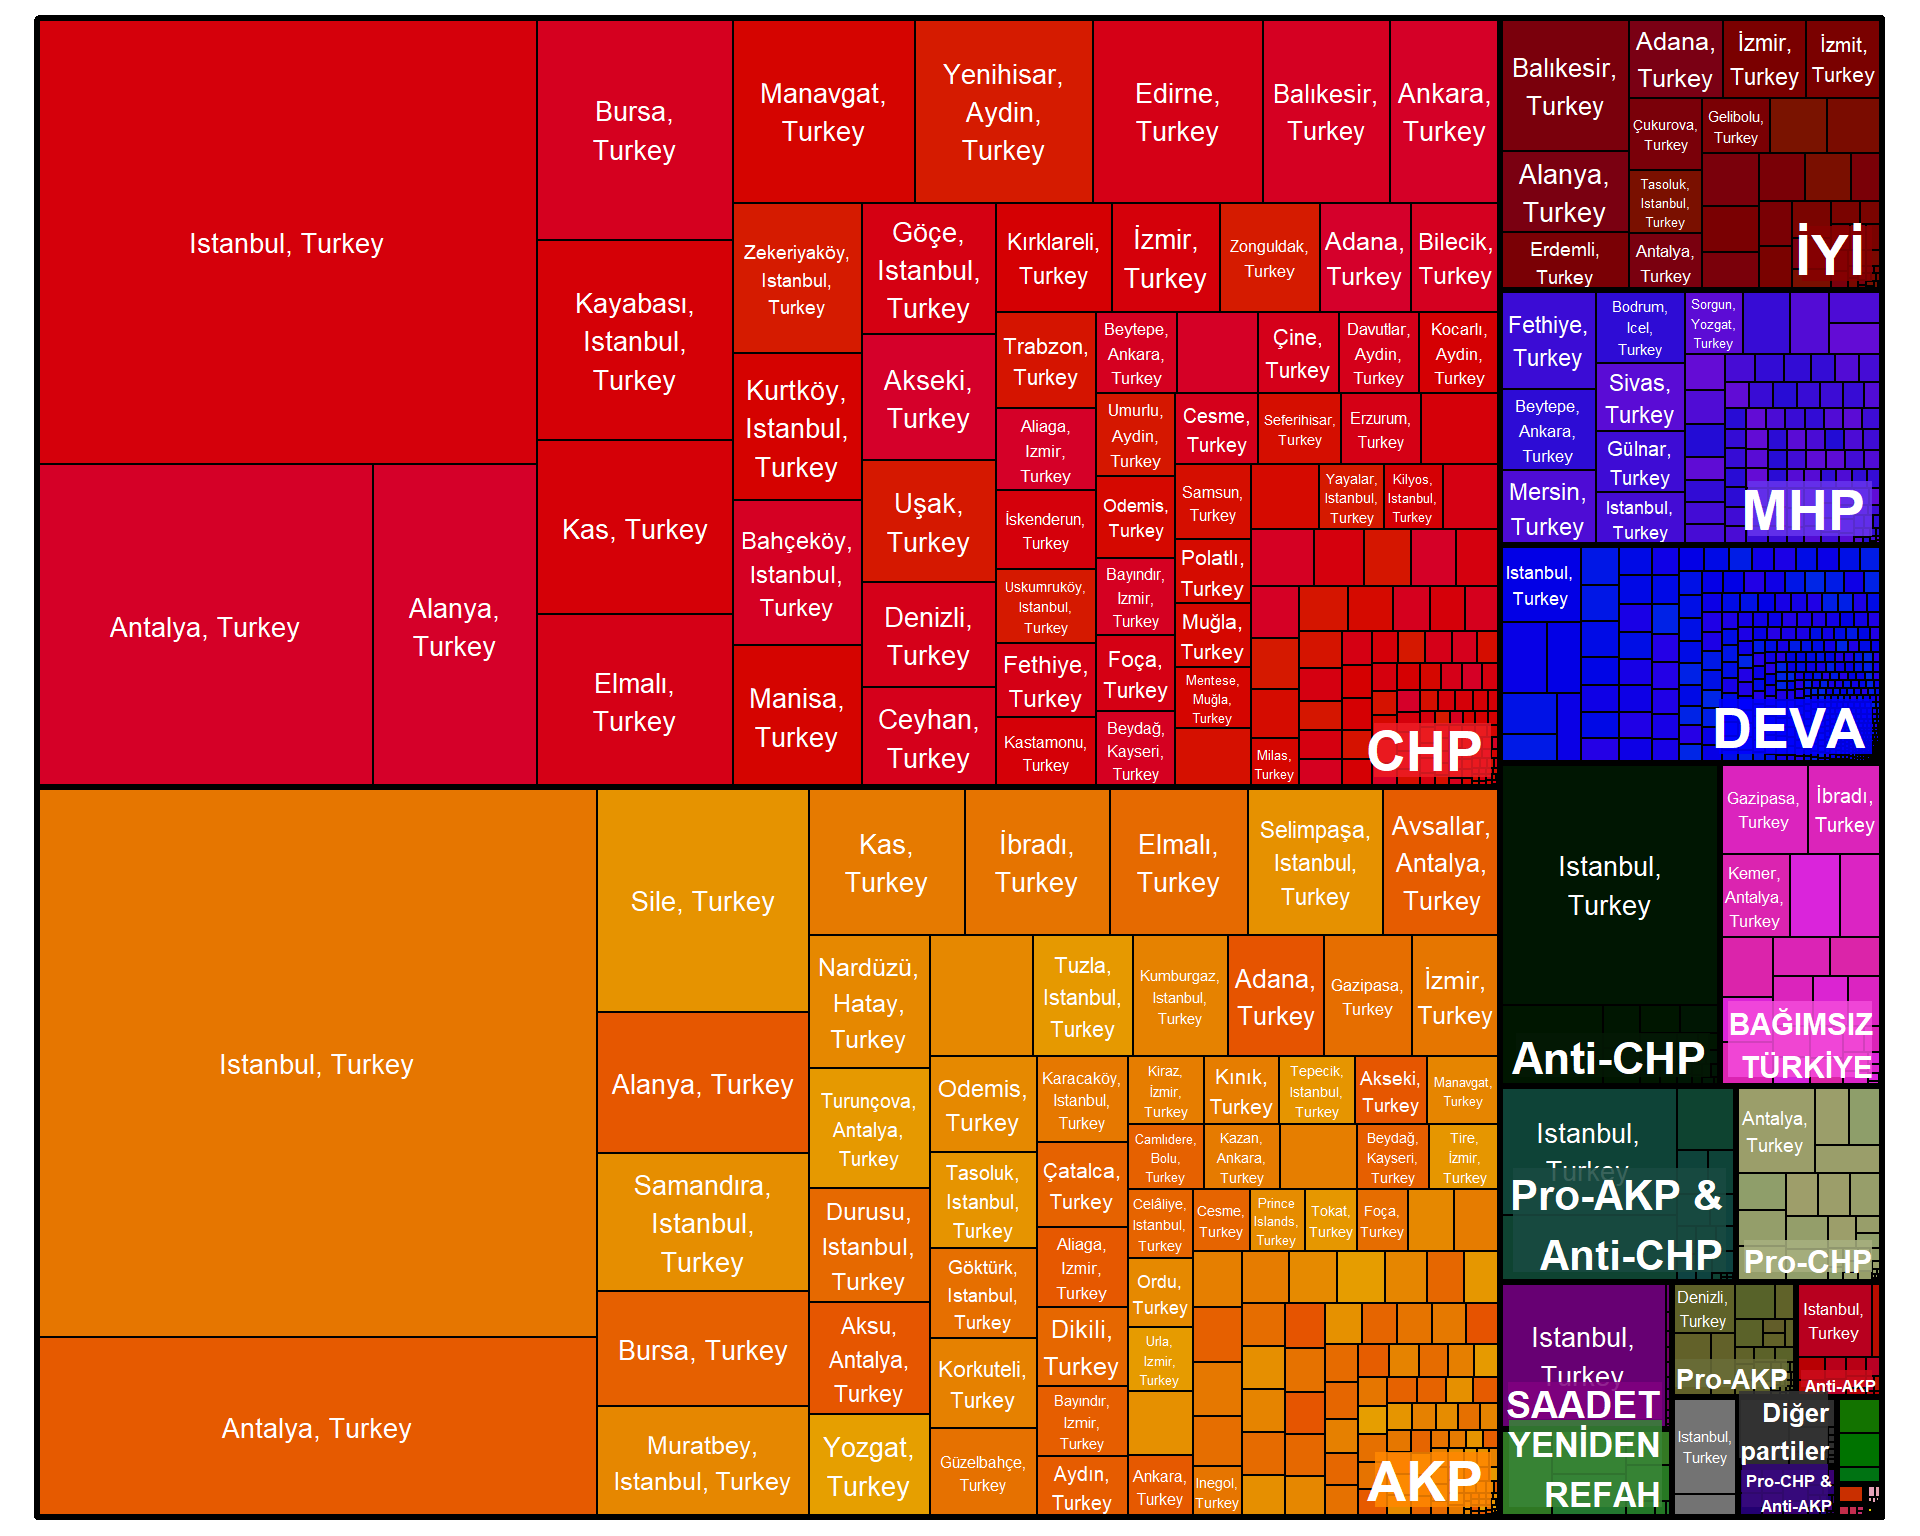 Istanbul, Turkey
Antalya, Turkey
Alanya,
Turkey
Bursa,
Turkey
Kayabası,
Istanbul,
Turkey
Kas, Turkey
Elmalı,
Turkey
Manavgat,
Turkey
Yenihisar,
Aydin,
Turkey
Edirne,
Turkey
Balıkesir,
Turkey
Ankara,
Turkey
Zekeriyaköy,
Istanbul,
Turkey
Kurtköy,
Istanbul,
Turkey
Bahçeköy,
Istanbul,
Turkey
Manisa,
Turkey
Göçe,
Istanbul,
Turkey
Akseki,
Turkey
Uşak,
Turkey
Denizli,
Turkey
Ceyhan,
Turkey
Kırklareli,
Turkey
İzmir,
Turkey
Zonguldak,
Turkey
Adana,
Turkey
Bilecik,
Turkey
Trabzon,
Turkey
Aliaga,
Izmir,
Turkey
İskenderun,
Turkey
Uskumruköy,
Istanbul,
Turkey
Fethiye,
Turkey
Kastamonu,
Turkey
Beytepe,
Ankara,
Turkey
Çine,
Turkey
Davutlar,
Aydin,
Turkey
Kocarlı,
Aydin,
Turkey
Umurlu,
Aydin,
Turkey
Cesme,
Turkey
Seferihisar,
Turkey
Erzurum,
Turkey
Odemis,
Turkey
Bayındır,
Izmir,
Turkey
Foça,
Turkey
Beydağ,
Kayseri,
Turkey
Samsun,
Turkey
Yayalar,
Istanbul,
Turkey
Kilyos,
Istanbul,
Turkey
Polatlı,
Turkey
Muğla,
Turkey
Mentese,
Muğla,
Turkey
Milas,
Turkey
CHP
Istanbul, Turkey
Antalya, Turkey
Sile, Turkey
Alanya, Turkey
Samandıra,
Istanbul,
Turkey
Bursa, Turkey
Muratbey,
Istanbul, Turkey
Kas,
Turkey
İbradı,
Turkey
Elmalı,
Turkey
Selimpaşa,
Istanbul,
Turkey
Avsallar,
Antalya,
Turkey
Nardüzü,
Hatay,
Turkey
Turunçova,
Antalya,
Turkey
Durusu,
Istanbul,
Turkey
Aksu,
Antalya,
Turkey
Yozgat,
Turkey
Tuzla,
Istanbul,
Turkey
Kumburgaz,
Istanbul,
Turkey
Adana,
Turkey
Gazipasa,
Turkey
İzmir,
Turkey
Odemis,
Turkey
Tasoluk,
Istanbul,
Turkey
Göktürk,
Istanbul,
Turkey
Korkuteli,
Turkey
Güzelbahçe,
Turkey
Karacaköy,
Istanbul,
Turkey
Çatalca,
Turkey
Aliaga,
Izmir,
Turkey
Dikili,
Turkey
Bayındır,
Izmir,
Turkey
Aydın,
Turkey
Kiraz,
İzmir,
Turkey
Kınık,
Turkey
Tepecik,
Istanbul,
Turkey
Akseki,
Turkey
Manavgat,
Turkey
Camlıdere,
Bolu,
Turkey
Kazan,
Ankara,
Turkey
Beydağ,
Kayseri,
Turkey
Tire,
İzmir,
Turkey
Celâliye,
Istanbul,
Turkey
Cesme,
Turkey
Prince
Islands,
Turkey
Tokat,
Turkey
Foça,
Turkey
Ordu,
Turkey
Urla,
Izmir,
Turkey
Ankara,
Turkey
Inegol,
Turkey
AKP
Balıkesir,
Turkey
Alanya,
Turkey
Erdemli,
Turkey
Adana,
Turkey
İzmir,
Turkey
İzmit,
Turkey
Çukurova,
Turkey
Gelibolu,
Turkey
Tasoluk,
Istanbul,
Turkey
Antalya,
Turkey
İYİ
Fethiye,
Turkey
Beytepe,
Ankara,
Turkey
Mersin,
Turkey
Bodrum,
Icel,
Turkey
Sorgun,
Yozgat,
Turkey
Sivas,
Turkey
Gülnar,
Turkey
Istanbul,
Turkey
MHP
Istanbul,
Turkey
DEVA
Istanbul,
Turkey
Anti-CHP
Gazipasa,
Turkey
İbradı,
Turkey
Kemer,
Antalya,
Turkey
BAĞIMSIZ
TÜRKİYE
Istanbul,
Turkey
Pro-AKP &
Anti-CHP
Antalya,
Turkey
Pro-CHP
Istanbul,
Turkey
SAADET
YENİDEN
REFAH
Denizli,
Turkey
Pro-AKP
Istanbul,
Turkey
Anti-AKP
Istanbul,
Turkey
Diğer
partiler
Pro-CHP &
Anti-AKP